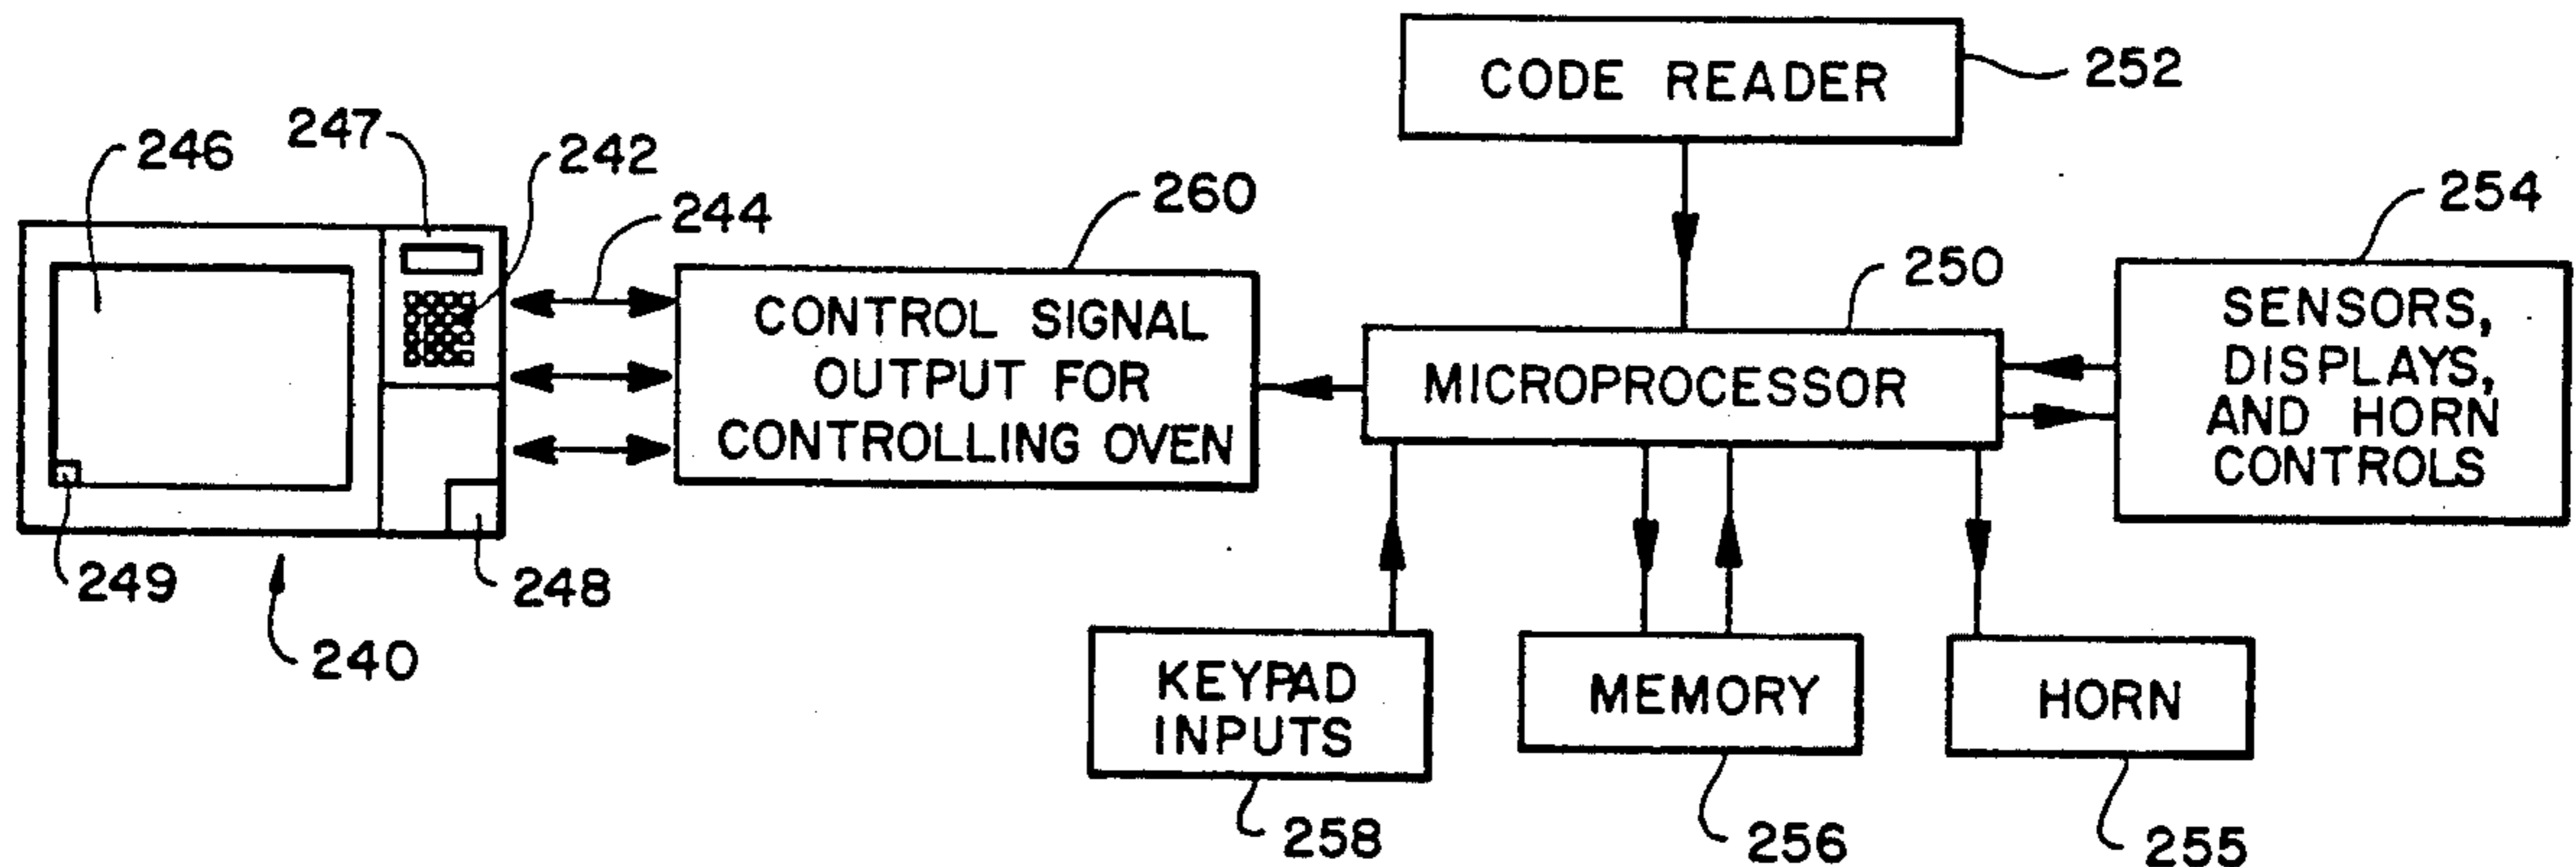 CODE READER
252
246
247
242
244
260
254
250
CONTROL SIGNAL
OUTPUT FOR
CONTROLLING OVEN
MICROPROCESSOR
SENSORS,
DISPLAYS,
AND HORN
CONTROLS
249
248
240
KEYPAD
INPUTS
MEMORY
HORN
258
256
255